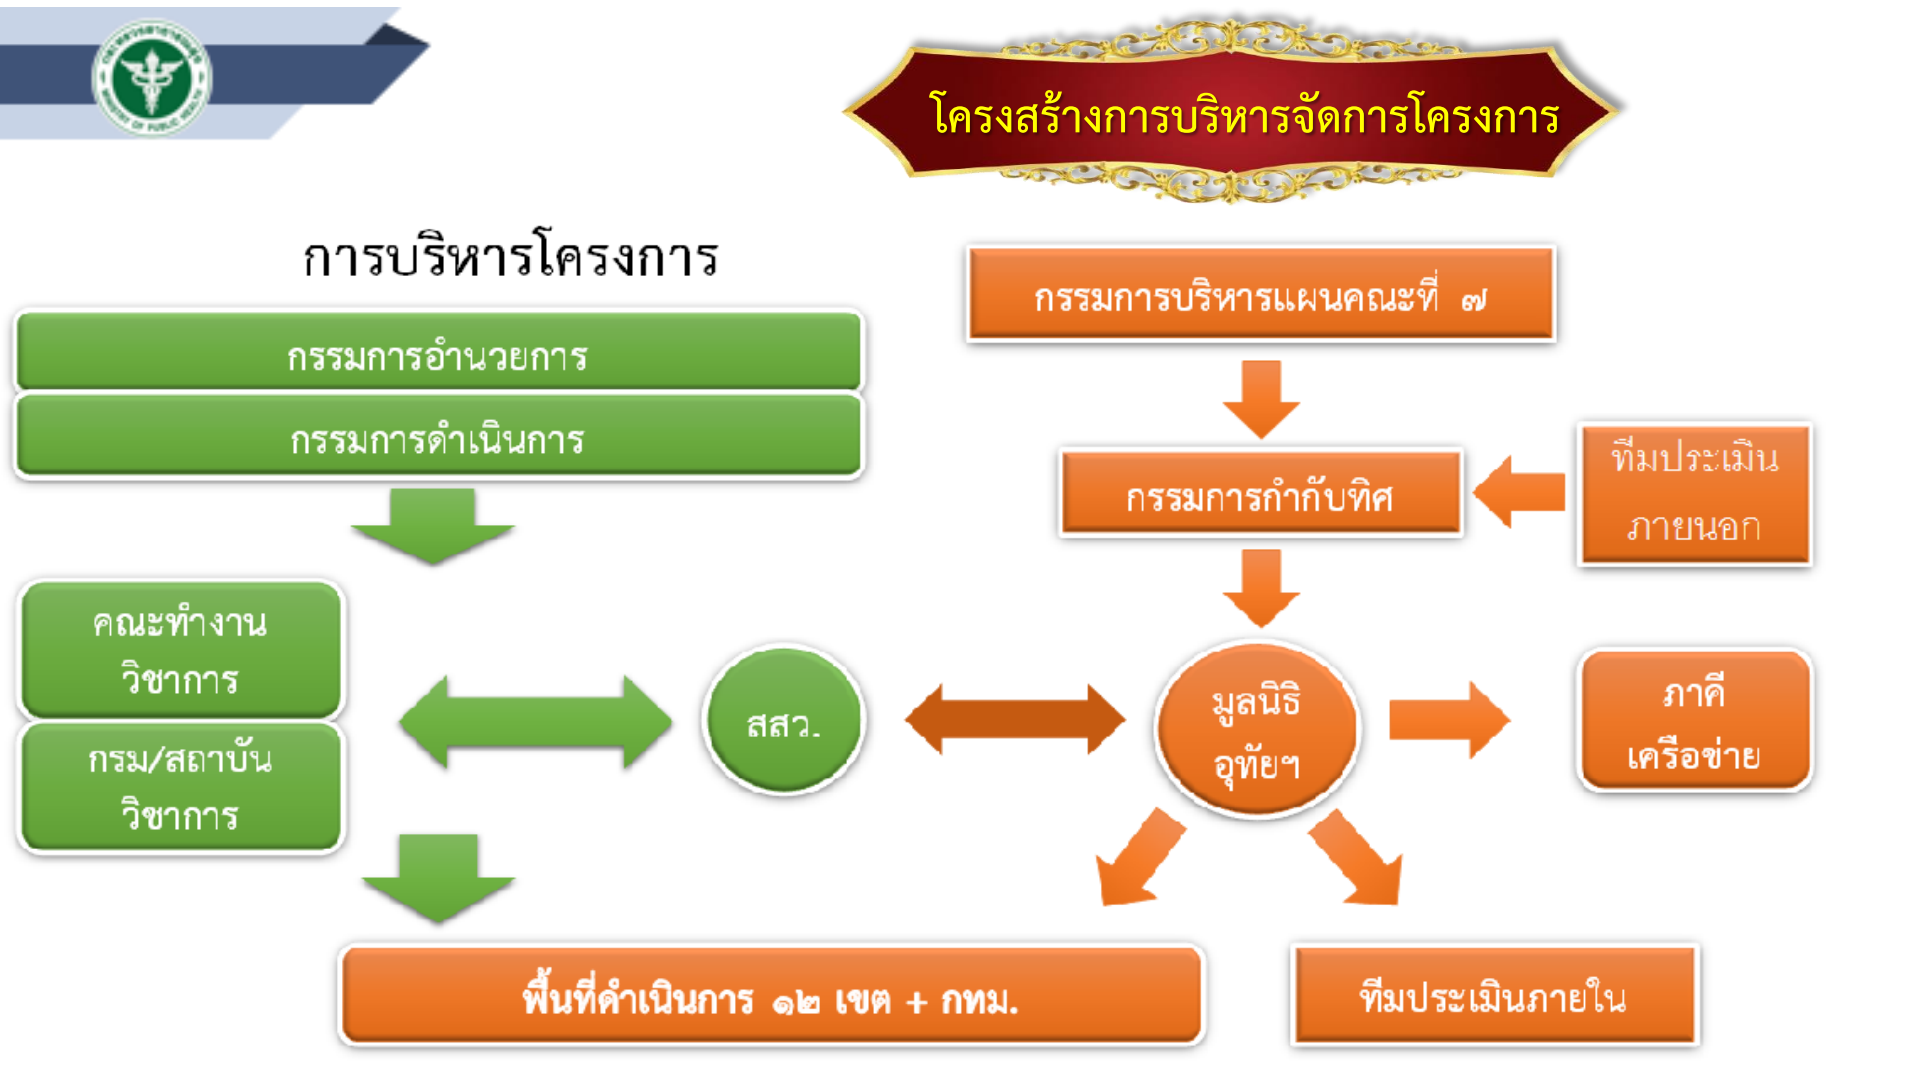 โครงสร้างการบริหารจัดการโครงการ
การบริหารโครงการ
กรรมการอำนวยการ
กรรมการดำเนินการ
คณะทำงาน
วิชาการ
กรม/สถาบัน
วิชาการ
สสว.
กรรมการบริหารแผนคณะที่ ๗
กรรมการกำกับทิศ
ทีมประเมิน
ภายนอก
มูลนิธิ
อุทัยฯ
ภาคี
เครือข่าย
พื้นที่ดำเนินการ ๑๒ เขต + กทม.
ทีมประเมินภายใน